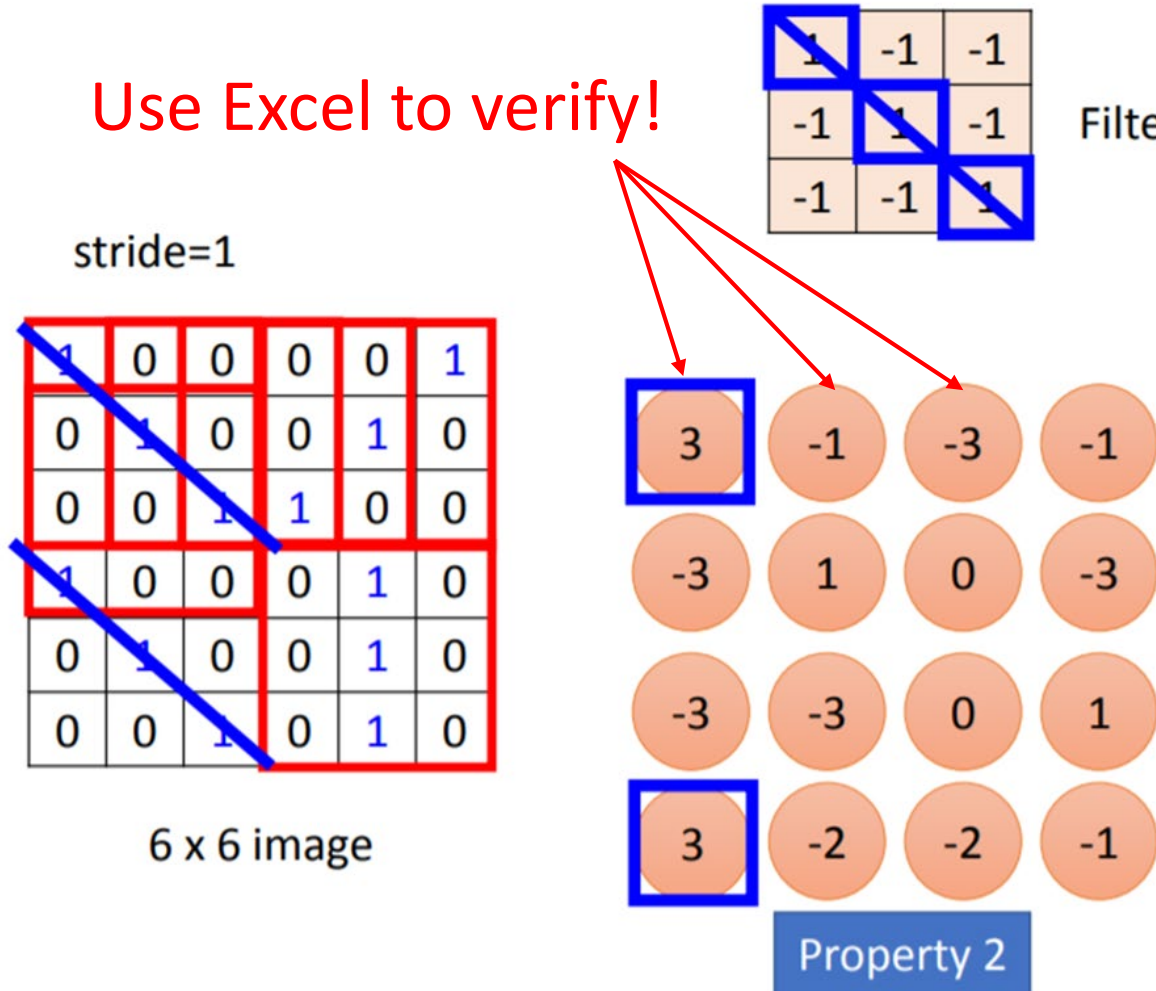 1 -1 -1
Use Excel to verify!
-1 1 -1
Filte
-1 -1 1
stride=1
1 0 0 0 0 1
0 1 0 0 1 0
0 0 1 1 0 0
1 0 0 0 1 0
0 1 0 0 1 0
0 0 1 0 1 0
6 x 6 image
3 -1 -3 -1
-3 1 0 -3
-3 -3 0 1
3 -2 -2 -1
Property 2